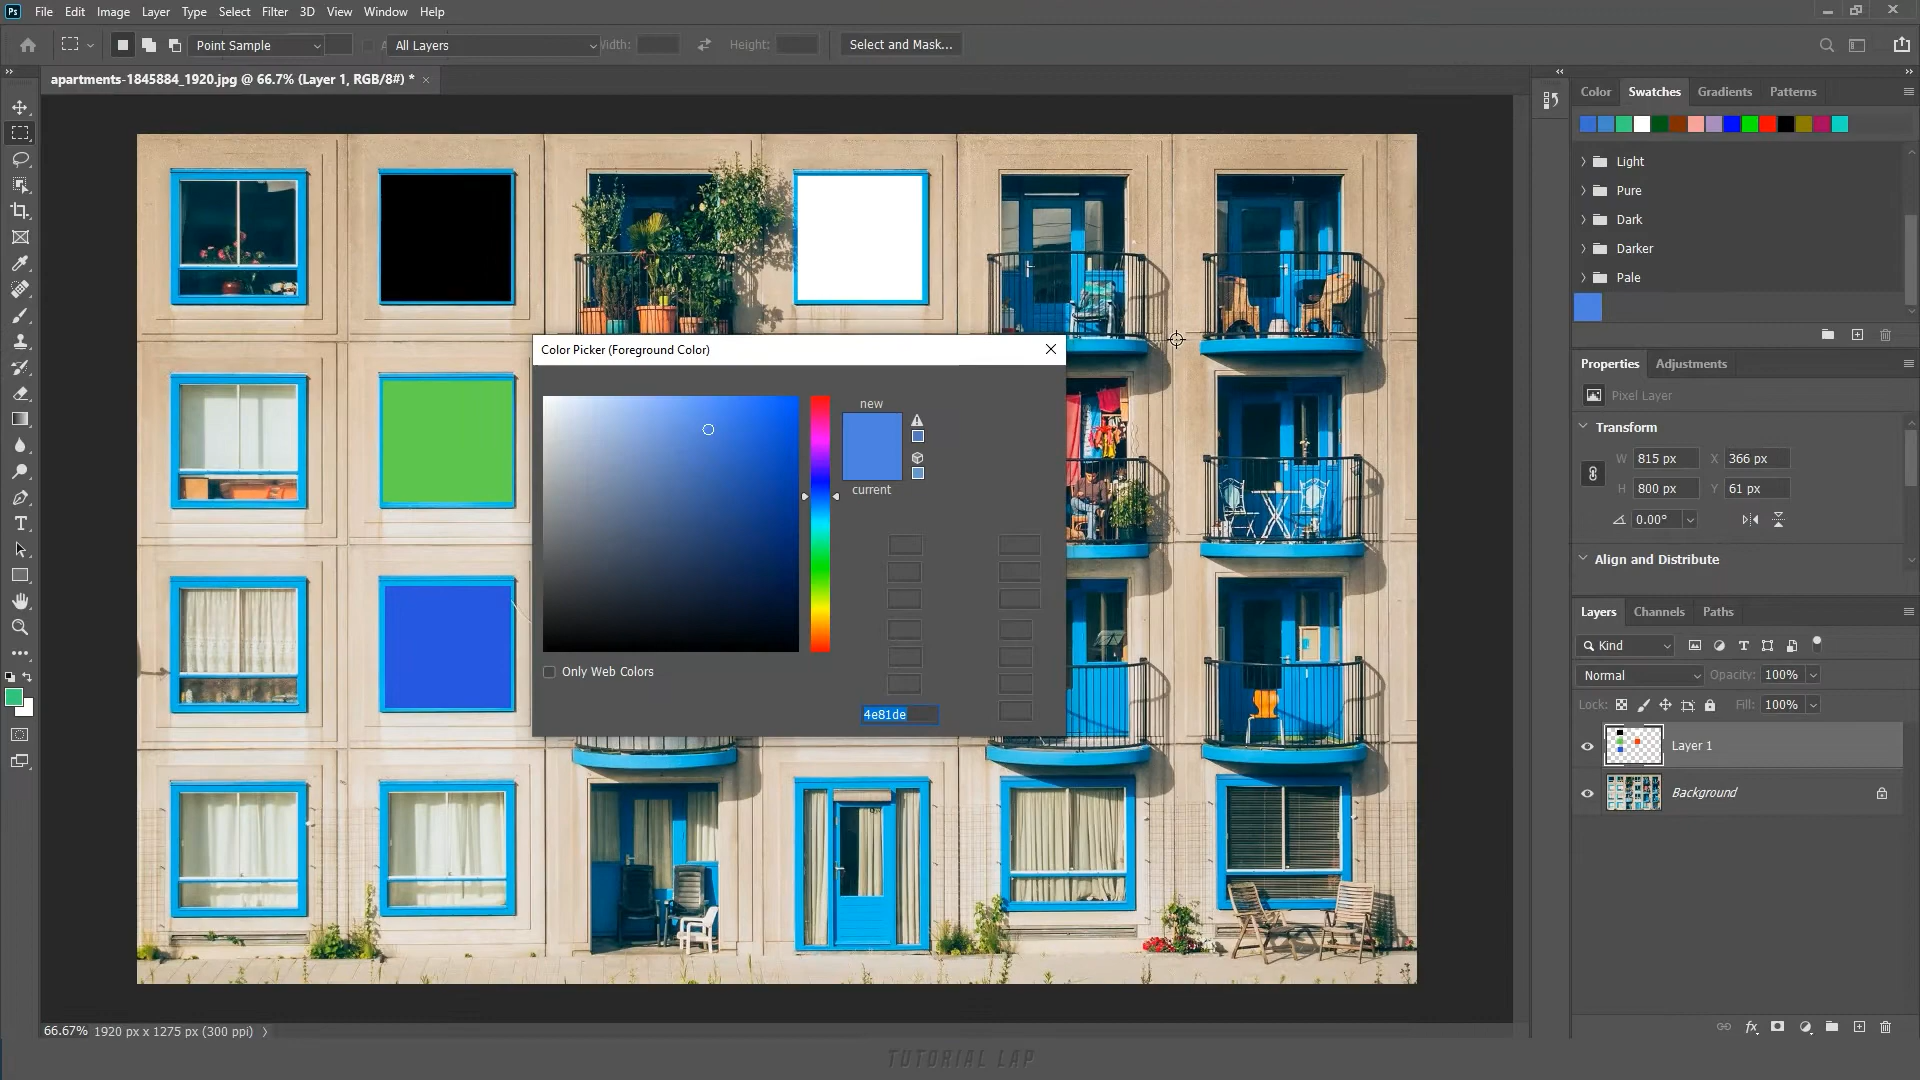 Ps File Edit Image Layer Type Select Filter 3D View Window Help
Point Sample All Layers Width: Height: Select and Mask...
apartments-1845884_1920.jpg @ 66.7% (Layer 1, RGB/8#) *
Color Swatches Gradients Patterns
Light
Pure
Dark
Darker
Pale
Color Picker (Foreground Color)
new
current
Only Web Colors
4e81de
Properties Adjustments
Pixel Layer
Transform
W 815 px X 366 px
H 800 px Y 61 px
0.00°
Align and Distribute
Layers Channels Paths
Kind
Normal Opacity: 100%
Lock: Fill: 100%
Layer 1
Background
66.67% 1920 px x 1275 px (300 ppi)
TUTORIAL LAP